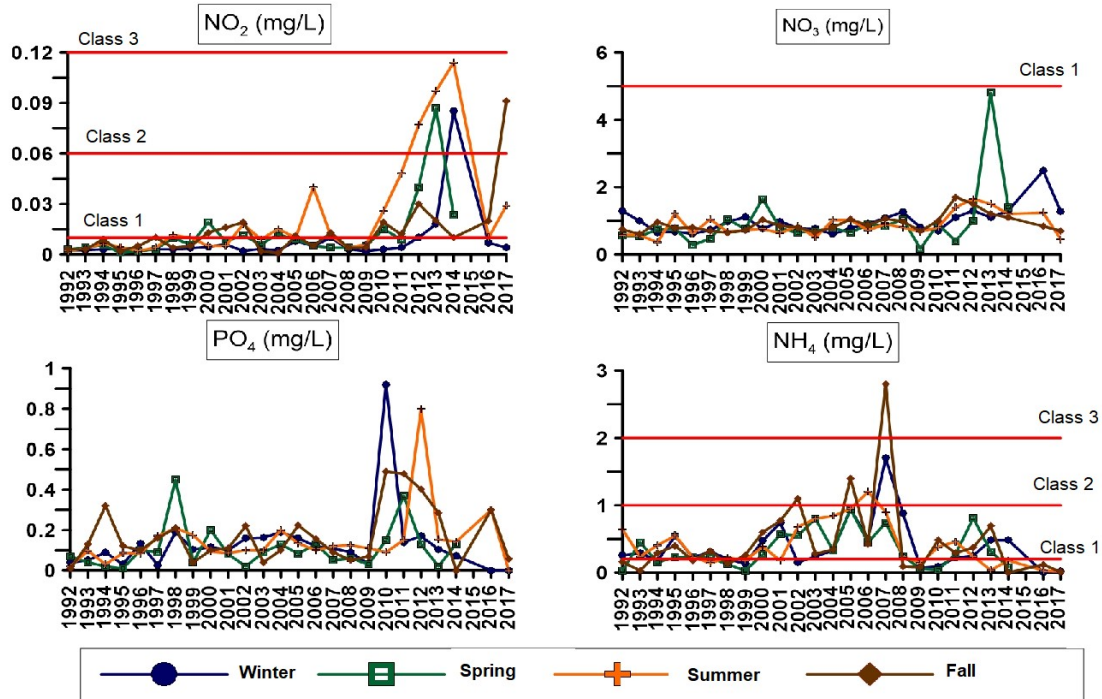 NO₂ (mg/L)
Class 3
0.12
0.09
Class 2
0.06
0.03
Class 1
0
1992 1993 1994 1995 1996 1997 1998 1999 2000 2001 2002 2003 2004 2005 2006 2007 2008 2009 2010 2011 2012 2013 2014 2016 2017
NO₃ (mg/L)
6
Class 1
4
2
0
1992 1993 1994 1995 1996 1997 1998 1999 2000 2001 2002 2003 2004 2005 2006 2007 2008 2009 2010 2011 2012 2013 2014 2016 2017
PO₄ (mg/L)
1
0.8
0.6
0.4
0.2
0
1992 1993 1994 1995 1996 1997 1998 1999 2000 2001 2002 2003 2004 2005 2006 2007 2008 2009 2010 2011 2012 2013 2014 2016 2017
NH₄ (mg/L)
3
Class 3
2
Class 2
1
Class 1
0
1992 1993 1994 1995 1996 1997 1998 1999 2000 2001 2002 2003 2004 2005 2006 2007 2008 2009 2010 2011 2012 2013 2014 2016 2017
Winter Spring Summer Fall